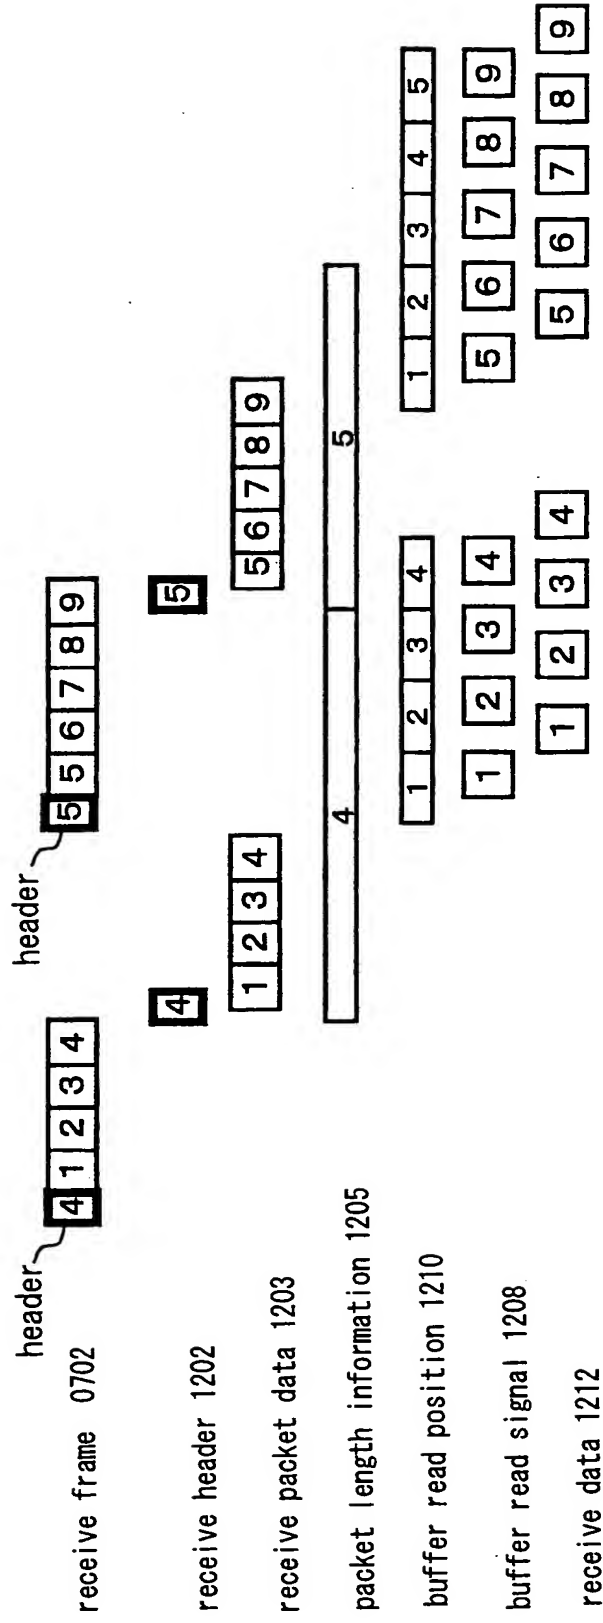 header
header
receive frame 0702
4 1 2 3 4
5 5 6 7 8 9
receive header 1202
4
5
receive packet data 1203
1 2 3 4
5 6 7 8 9
packet length information 1205
4
5
buffer read position 1210
1 2 3 4
1 2 3 4 5
buffer read signal 1208
1 2 3 4
5 6 7 8 9
receive data 1212
1 2 3 4
5 6 7 8 9